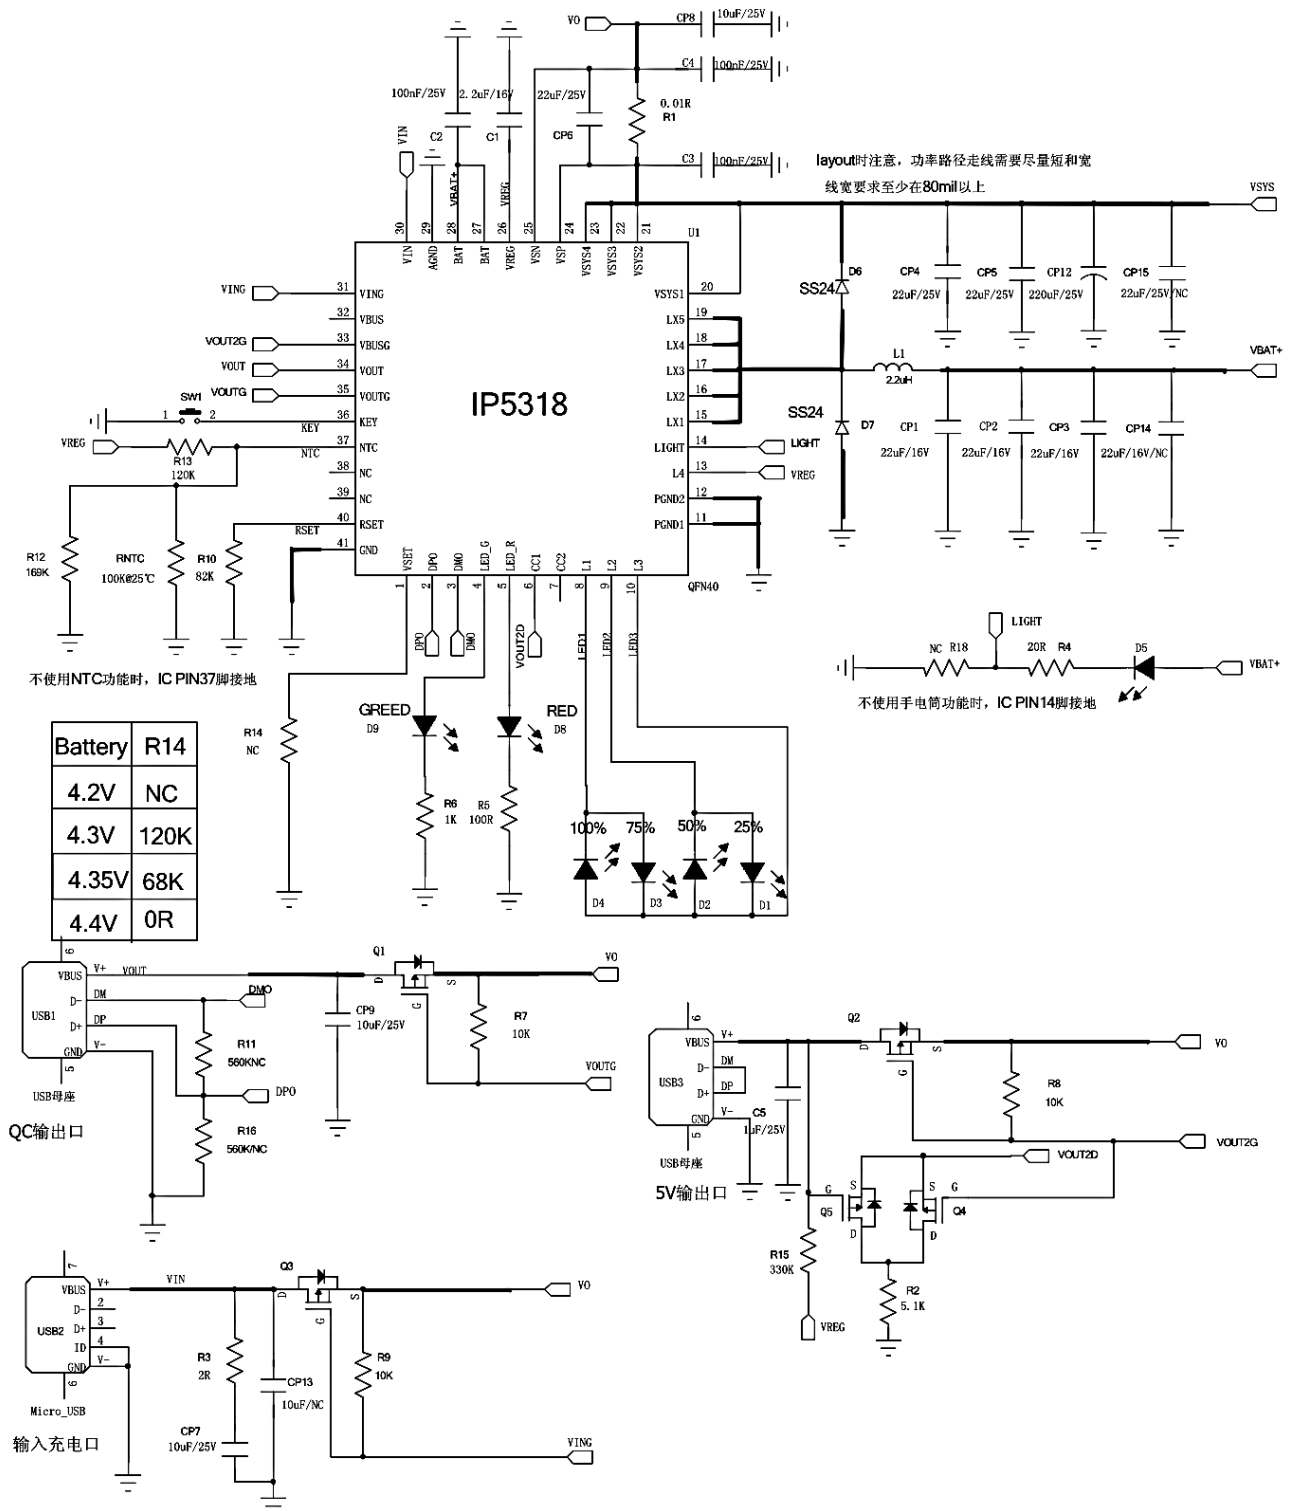 VO
CP8
10uF/25V
C4
100nF/25V
100nF/25V
2.2uF/16V
22uF/25V
0.01R
R1
C2
C1
CP6
VIN
C3
100nF/25V
VBAT+
VREG
layout时注意，功率路径走线需要尽量短和宽
线宽要求至少在80mil以上
VSYS
30
29
28
27
26
25
24
23
22
21
U1
VIN
AGND
BAT
BAT
VREG
VSN
VSP
VSYS4
VSYS3
VSYS2
VING
31
VING
VSYS1
20
32
VBUS
LX5
19
VOUT2G
33
VBUSG
LX4
18
VOUT
34
VOUT
LX3
17
VOUTG
35
VOUTG
LX2
16
SW1
1
2
KEY
36
KEY
LX1
15
VREG
R13
120K
NTC
37
NTC
LIGHT
14
LIGHT
38
NC
L4
13
VREG
39
NC
PGND2
12
RSET
40
RSET
PGND1
11
41
GND
IP5318
QFN40
VSET
DPO
DMO
LED_G
LED_R
CC1
CC2
L1
L2
L3
1
2
3
4
5
6
7
8
9
10
DPO
DMO
VOUT2D
LED1
LED2
LED3
D6
SS24
CP4
22uF/25V
CP5
22uF/25V
CP12
220uF/25V
CP15
22uF/25V/NC
L1
2.2uH
VBAT+
SS24
D7
CP1
22uF/16V
CP2
22uF/16V
CP3
22uF/16V
CP14
22uF/16V/NC
R12
169K
RNTC
100K@25℃
R10
82K
不使用NTC功能时，IC PIN37脚接地
LIGHT
NC R18
20R R4
D5
VBAT+
不使用手电筒功能时，IC PIN14脚接地
Battery R14
4.2V NC
4.3V 120K
4.35V 68K
4.4V 0R
R14
NC
GREED
D9
RED
D8
R6
1K
R5
100R
100%
75%
50%
25%
D4
D3
D2
D1
6
VBUS
V+
VOUT
D-
DM
DMO
USB1
D+
DP
GND
V-
5
USB母座
QC输出口
R11
560KNC
DPO
R16
560K/NC
CP9
10uF/25V
Q1
D
S
G
VO
R7
10K
VOUTG
6
VBUS
V+
D-
DM
USB3
D+
DP
GND
V-
5
USB母座
5V输出口
C5
1uF/25V
Q2
D
S
G
VO
R8
10K
VOUT2G
VOUT2D
G
S
Q5
D
S
G
Q4
D
R15
330K
VREG
R2
5.1K
7
VBUS
V+
VIN
D-
2
D+
3
USB2
ID
4
GND
V-
6
Micro_USB
输入充电口
R3
2R
CP7
10uF/25V
CP13
10uF/NC
Q3
D
S
G
VO
R9
10K
VING